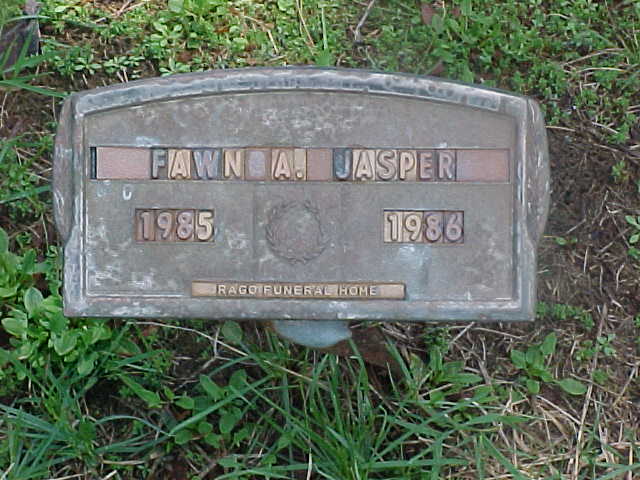 FAWN A. JASPER
1985 1986
RAGO FUNERAL HOME